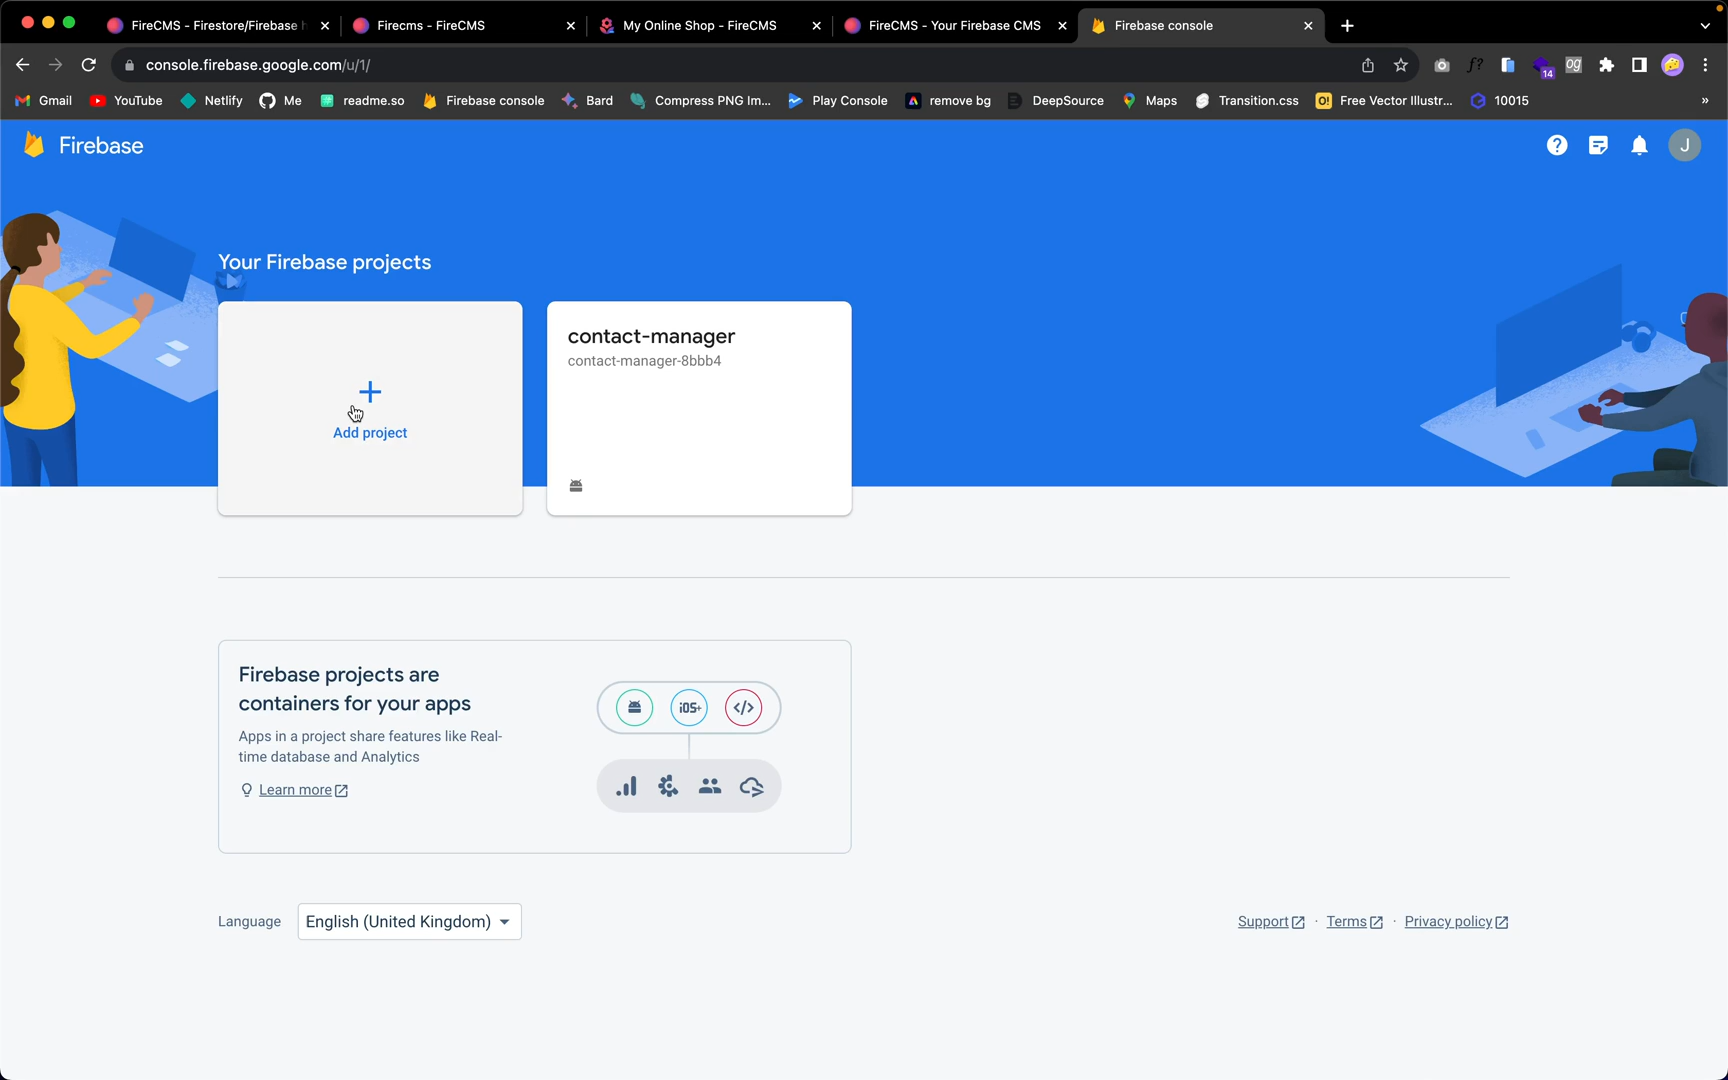 FireCMS - Firestore/Firebase h
Firecms - FireCMS
My Online Shop - FireCMS
FireCMS - Your Firebase CMS
Firebase console
console.firebase.google.com/u/1/
f?
14
og
Gmail
YouTube
Netlify
Me
readme.so
Firebase console
Bard
Compress PNG Im...
Play Console
remove bg
DeepSource
Maps
Transition.css
O!
Free Vector Illustr...
10015
»
Firebase
J
Your Firebase projects
Add project
contact-manager
contact-manager-8bbb4
Firebase projects are
containers for your apps
Apps in a project share features like Real-
time database and Analytics
Learn more
iOS+
</>
Language
English (United Kingdom)
Support · Terms · Privacy policy